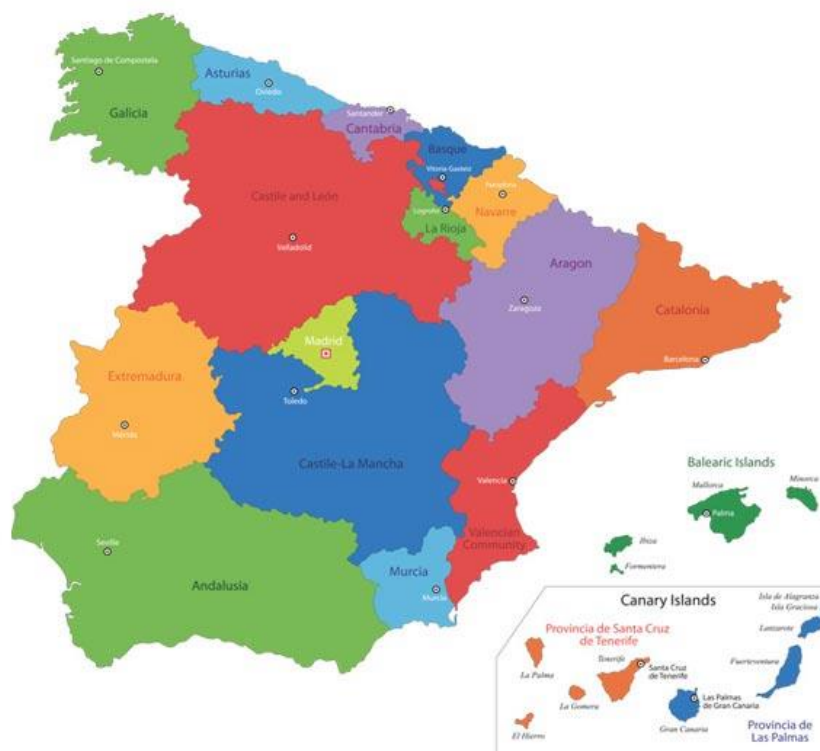 Santiago de Compostela
Galicia
Asturias
Oviedo
Santander
Cantabria
Basque
Vitoria-Gasteiz
Pamplona
Navarre
Logroño
La Rioja
Castile and León
Valladolid
Aragon
Zaragoza
Catalonia
Barcelona
Madrid
Extremadura
Mérida
Toledo
Castile-La Mancha
Valencia
Valencian
Community
Balearic Islands
Mallorca
Minorca
Palma
Ibiza
Formentera
Sevilla
Andalusia
Murcia
Murcia
Canary Islands
Isla de Alagranza
Isla Graciosa
Lanzarote
Provincia de Santa Cruz
de Tenerife
Tenerife
Santa Cruz
de Tenerife
Fuerteventura
La Palma
La Gomera
Las Palmas
de Gran Canaria
El Hierro
Gran Canaria
Provincia de
Las Palmas